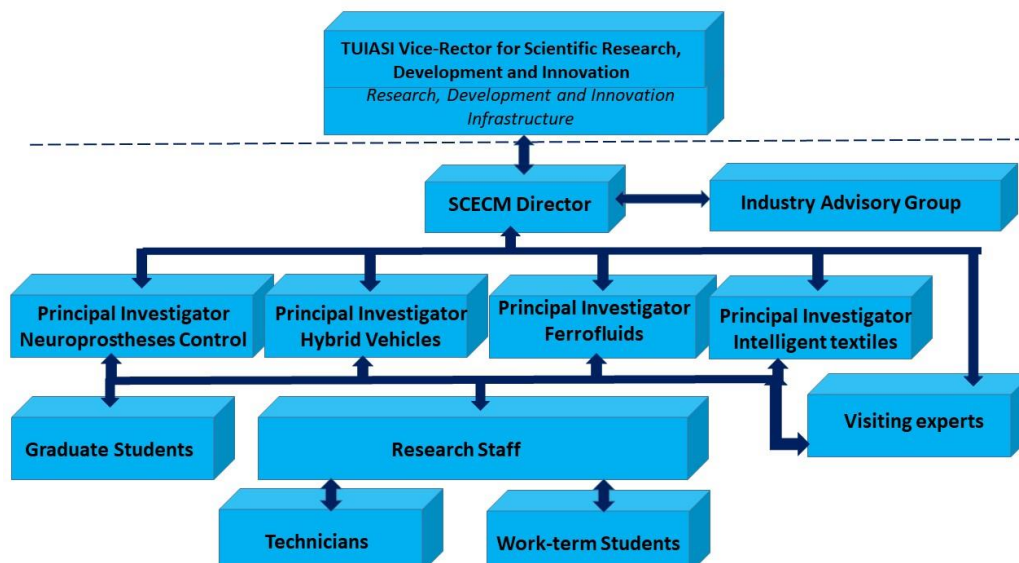 TUIASI Vice-Rector for Scientific Research,
Development and Innovation
Research, Development and Innovation
Infrastructure
SCECM Director
Industry Advisory Group
Principal Investigator
Neuroprostheses Control
Principal Investigator
Hybrid Vehicles
Principal Investigator
Ferrofluids
Principal Investigator
Intelligent textiles
Graduate Students
Research Staff
Visiting experts
Technicians
Work-term Students